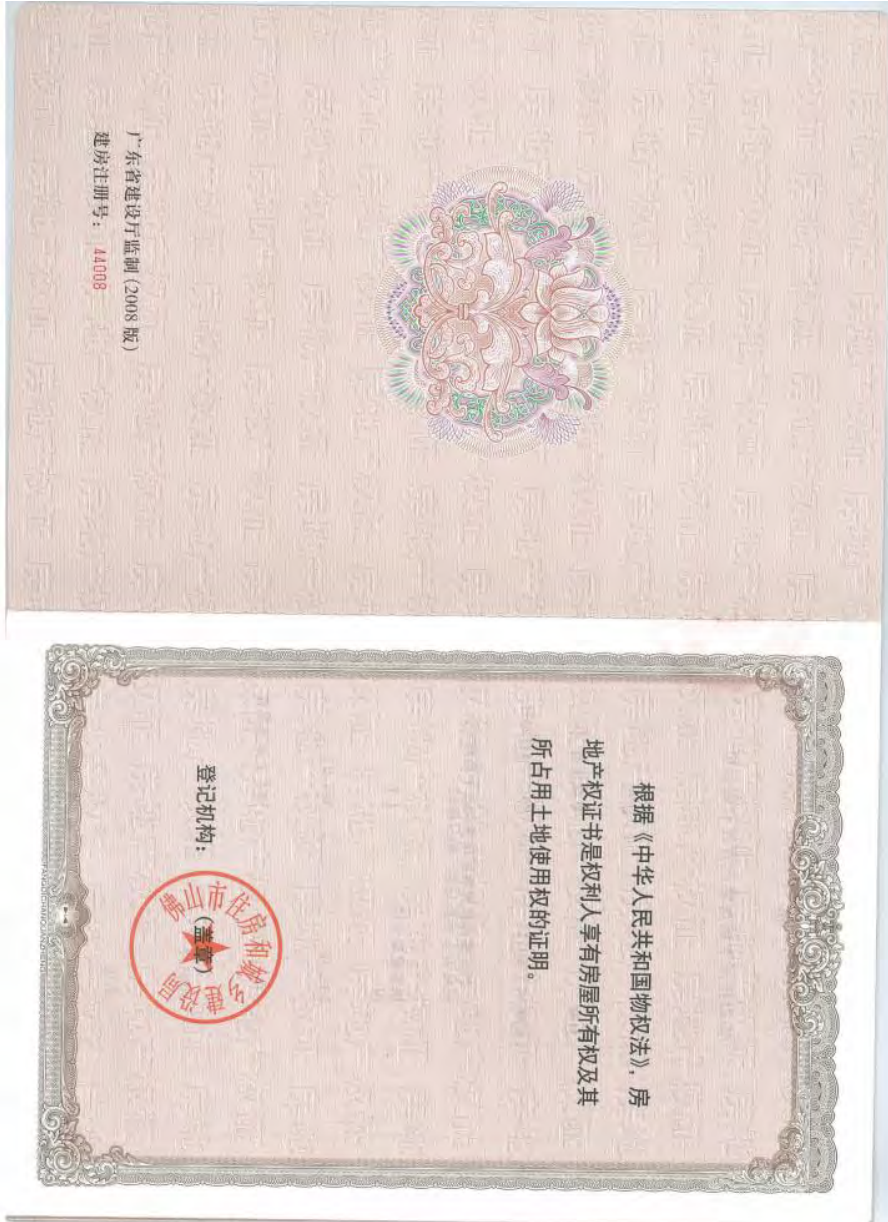 广东省建设厅监制(2008版)
建房注册号：44008
根据《中华人民共和国物权法》，房
地产权证书是权利人享有房屋所有权及其
所占用土地使用权的证明。
登记机构：
(盖章)
佛山市住房和城乡建设局